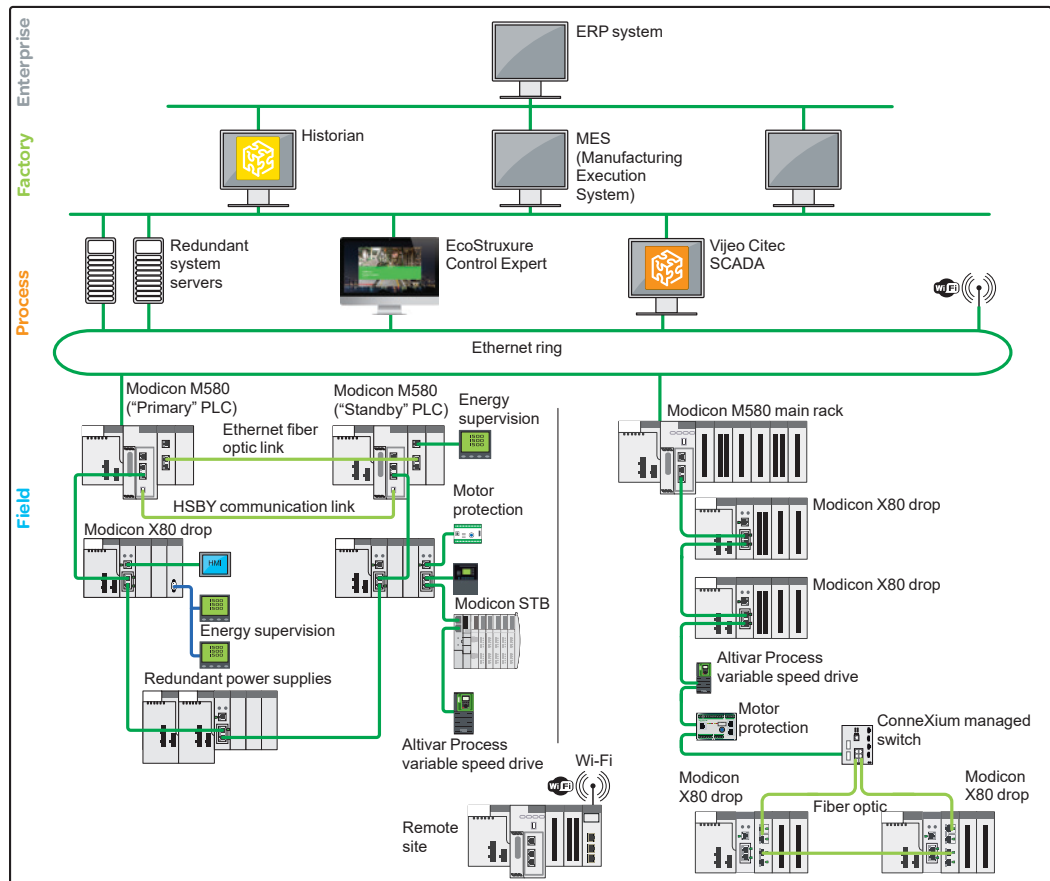 Enterprise
ERP system
Factory
Historian
MES
(Manufacturing
Execution
System)
Process
Redundant
system
servers
EcoStruxure
Control Expert
Vijeo Citec
SCADA
Wi Fi
Ethernet ring
Field
Modicon M580
("Primary" PLC)
Modicon M580
("Standby" PLC)
Energy
supervision
Ethernet fiber
optic link
HSBY communication link
Motor
protection
Modicon X80 drop
HMI
Energy supervision
Modicon STB
Redundant power supplies
Altivar Process
variable speed drive
Wi-Fi
Wi Fi
Remote
site
Modicon M580 main rack
Modicon X80 drop
Modicon X80 drop
Altivar Process
variable speed drive
Motor
protection
ConneXium managed
switch
Modicon
X80 drop
Modicon
X80 drop
Fiber optic